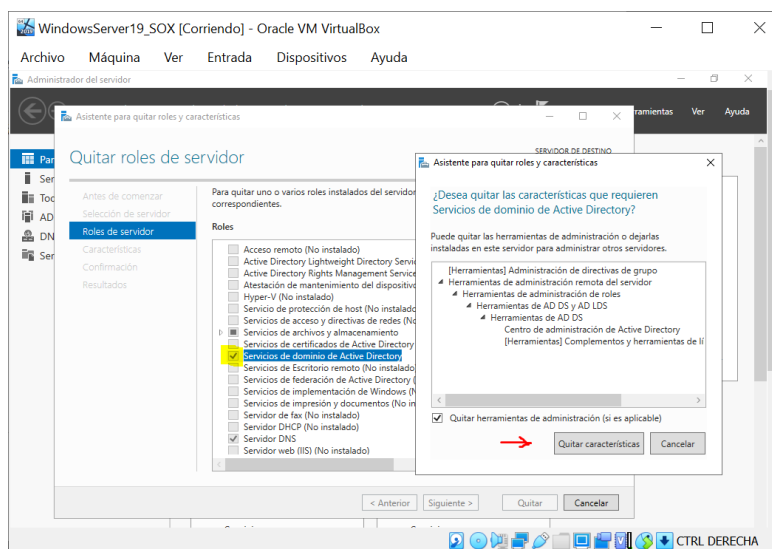 WindowsServer19_SOX [Corriendo] - Oracle VM VirtualBox
Archivo Máquina Ver Entrada Dispositivos Ayuda
Administrador del servidor
Ver Ayuda
Asistente para quitar roles y características
Quitar roles de servidor
SERVIDOR DE DESTINO
Antes de comenzar
Selección de servidor
Roles de servidor
Características
Confirmación
Resultados
Para quitar uno o varios roles instalados del servidor
correspondientes.
Roles
Acceso remoto (No instalado)
Active Directory Lightweight Directory Servi
Active Directory Rights Management Service
Atestación de mantenimiento del dispositivo
Hyper-V (No instalado)
Servicio de protección de host (No instalado
Servicios de acceso y directivas de redes (No
Servicios de archivos y almacenamiento
Servicios de certificados de Active Directory
Servicios de dominio de Active Directory
Servicios de Escritorio remoto (No instalado
Servicios de federación de Active Directory (
Servicios de implementación de Windows (N
Servicios de impresión y documentos (No in
Servidor de fax (No instalado)
Servidor DHCP (No instalado)
Servidor DNS
Servidor web (IIS) (No instalado)
< Anterior Siguiente > Quitar Cancelar
Asistente para quitar roles y características
¿Desea quitar las características que requieren
Servicios de dominio de Active Directory?
Puede quitar las herramientas de administración o dejarlas
instaladas en este servidor para administrar otros servidores.
[Herramientas] Administración de directivas de grupo
Herramientas de administración remota del servidor
Herramientas de administración de roles
Herramientas de AD DS y AD LDS
Herramientas de AD DS
Centro de administración de Active Directory
[Herramientas] Complementos y herramientas de lí
Quitar herramientas de administración (si es aplicable)
Quitar características Cancelar
CTRL DERECHA